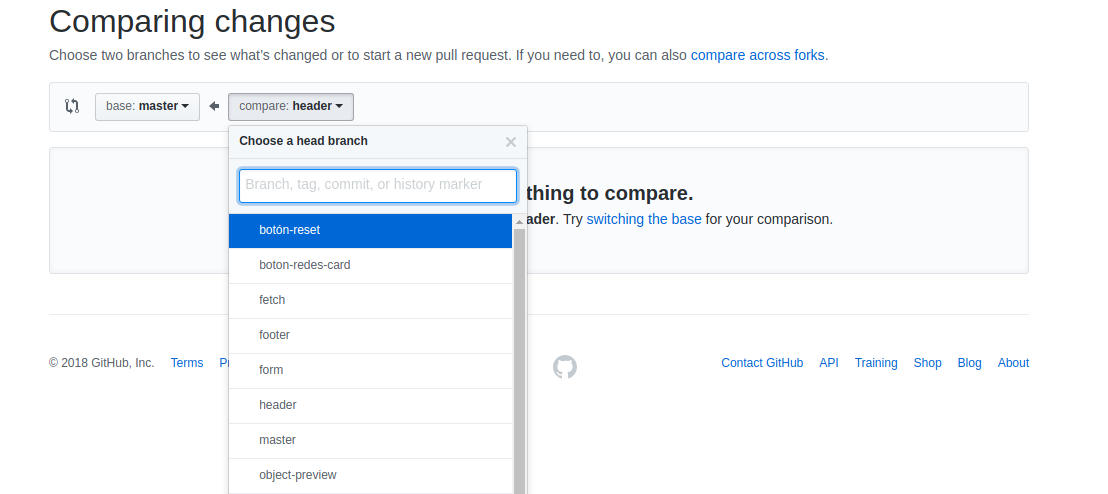 Comparing changes
Choose two branches to see what's changed or to start a new pull request. If you need to, you can also compare across forks.
base: master
compare: header
Choose a head branch
Branch, tag, commit, or history marker
thing to compare.
ader. Try switching the base for your comparison.
botón-reset
boton-redes-card
fetch
footer
form
header
master
object-preview
© 2018 GitHub, Inc. Terms
Contact GitHub API Training Shop Blog About